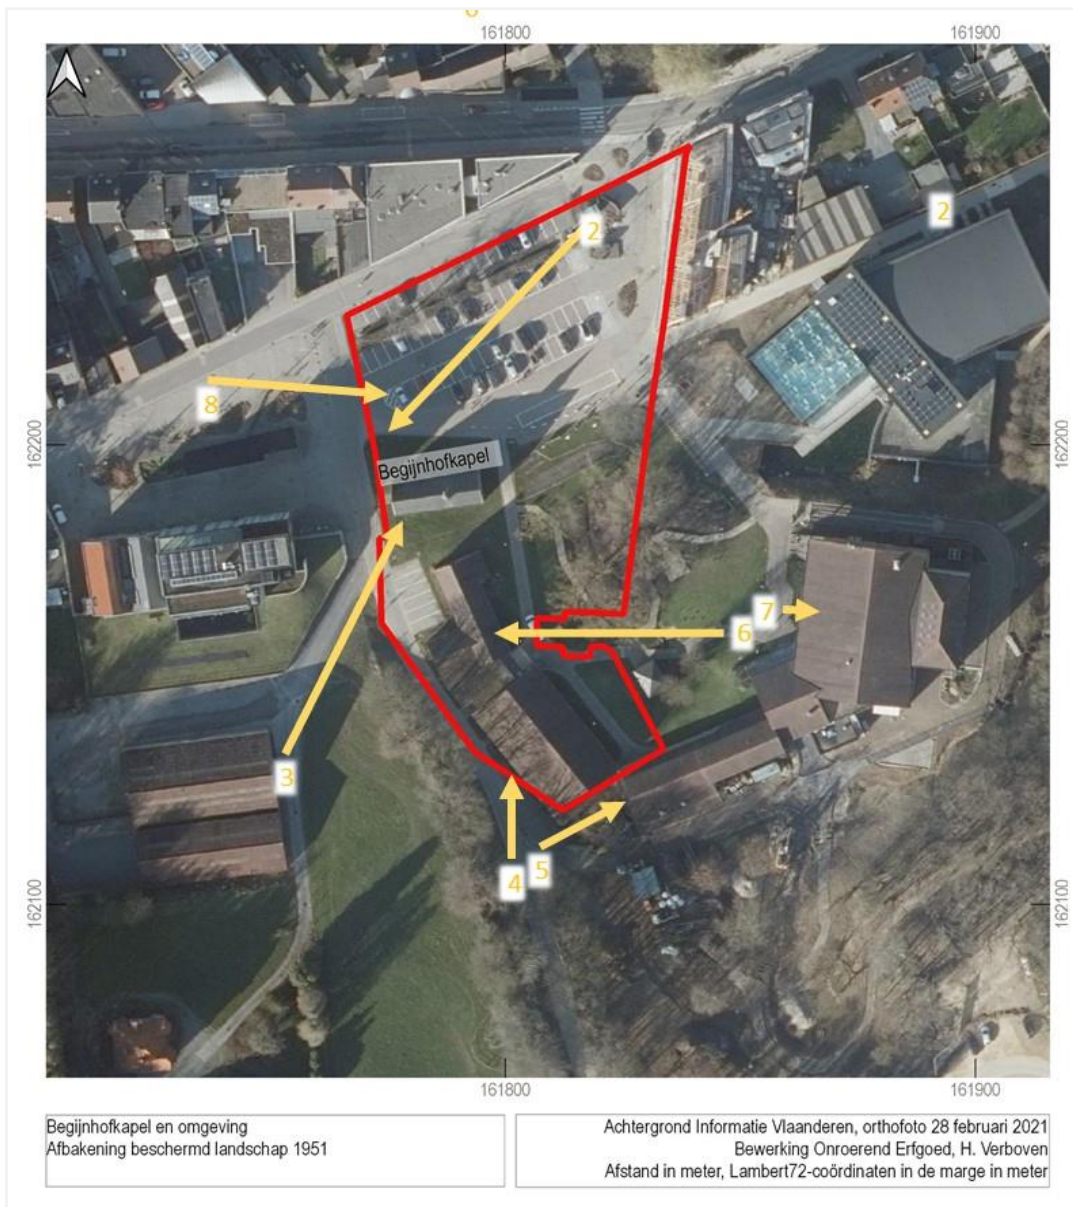 161800
161900
2
2
8
162200
162200
Begijnhofkapel
7
6
3
5
4
162100
162100
161800
161900
Begijnhofkapel en omgeving
Afbakening beschermd landschap 1951
Achtergrond Informatie Vlaanderen, orthofoto 28 februari 2021
Bewerking Onroerend Erfgoed, H. Verboven
Afstand in meter, Lambert72-coördinaten in de marge in meter